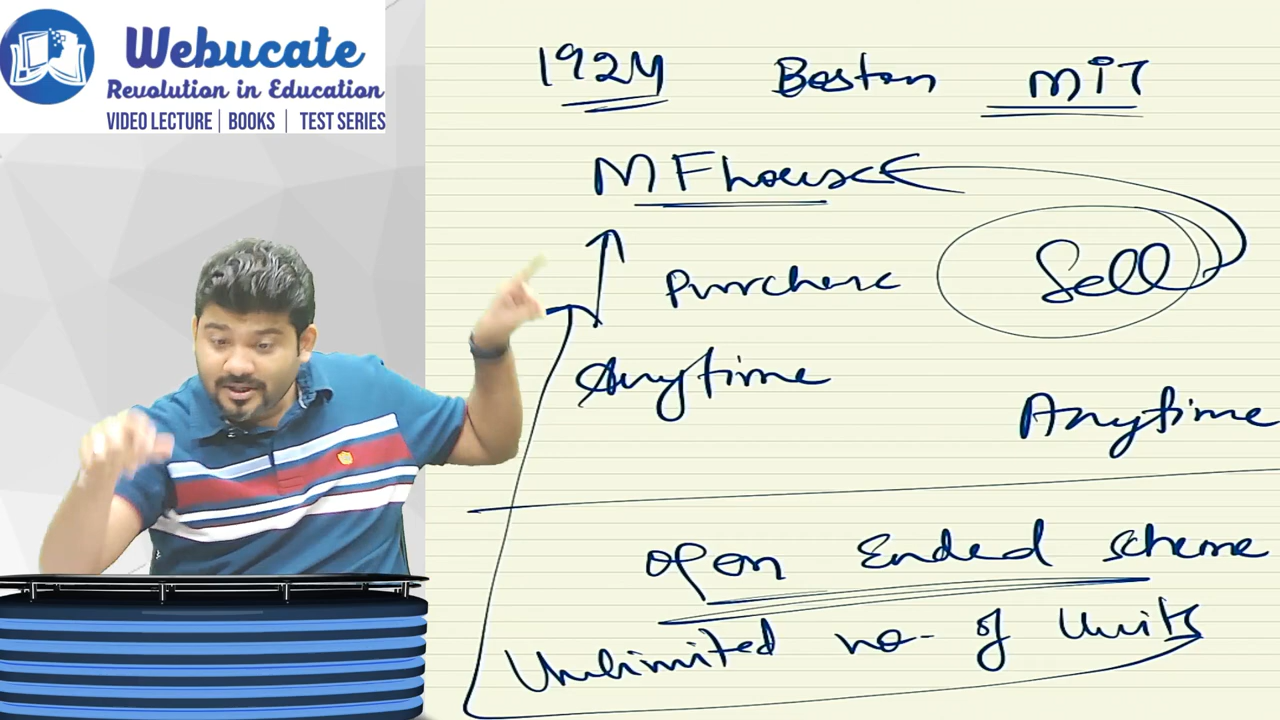 Webucate
Revolution in Education
VIDEO LECTURE | BOOKS | TEST SERIES
1924 Boston MIT
MF house
Purchase Sell
Anytime
Anytime
open Ended scheme
Unlimited no. of Units